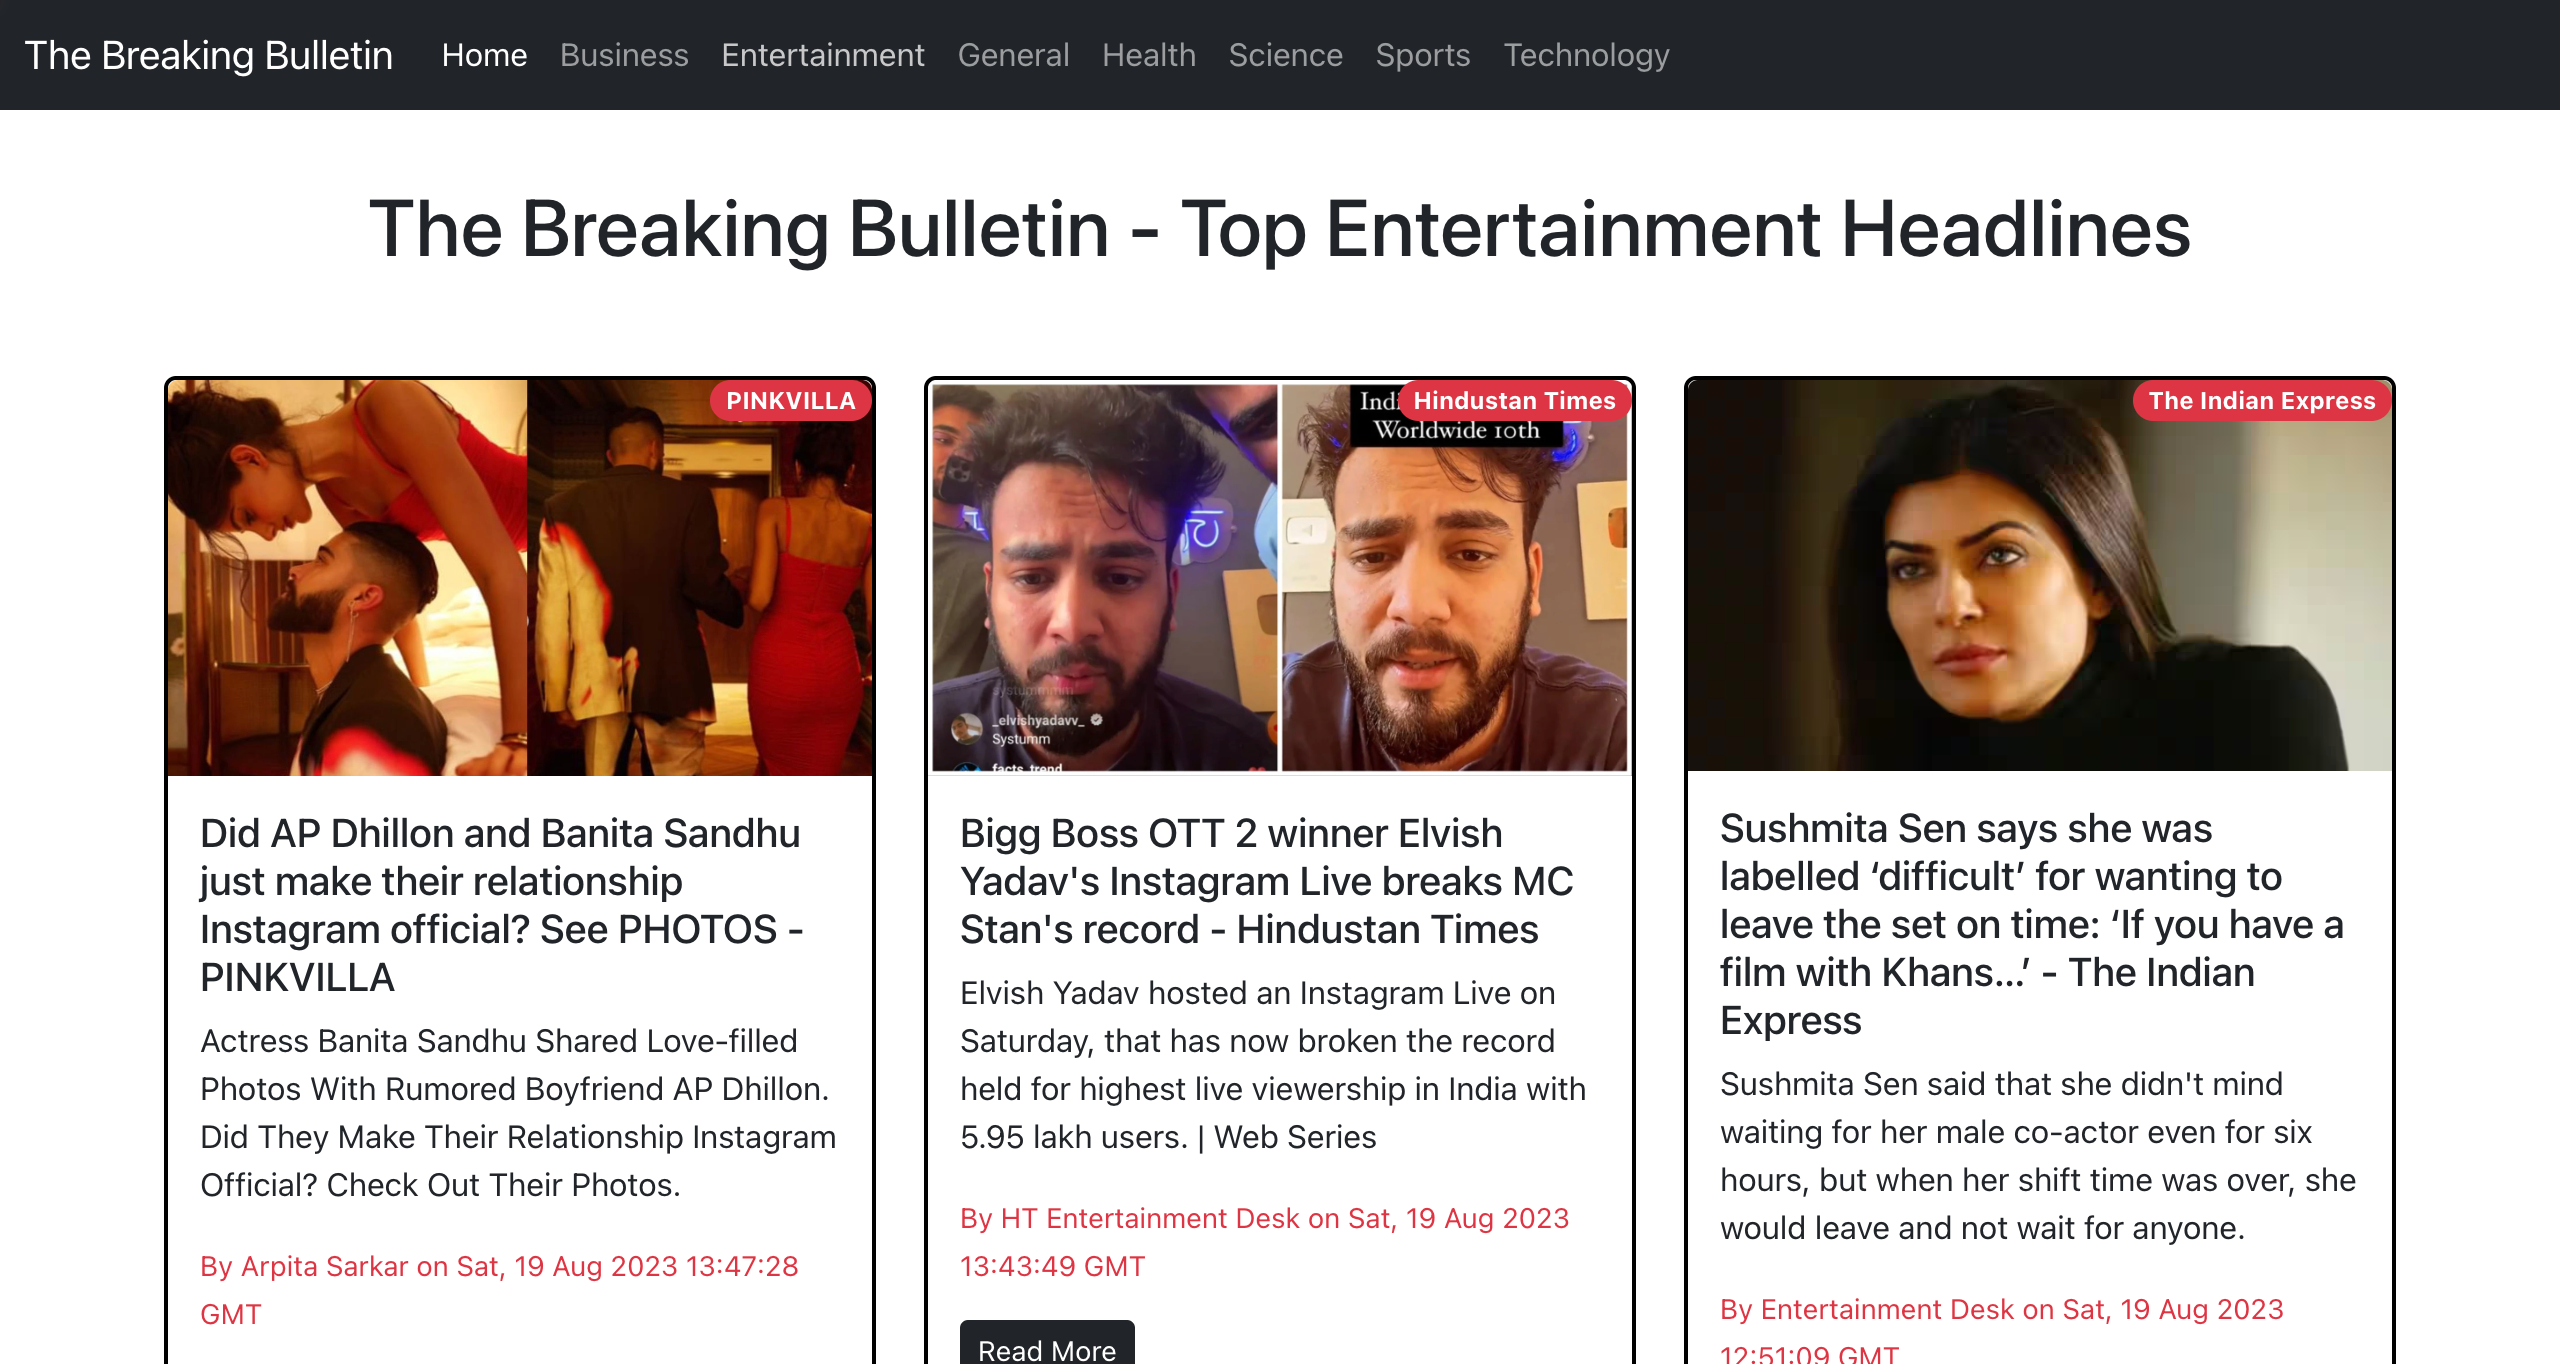 The Breaking Bulletin Home Business Entertainment General Health Science Sports Technology
The Breaking Bulletin - Top Entertainment Headlines
PINKVILLA
Did AP Dhillon and Banita Sandhu
just make their relationship
Instagram official? See PHOTOS -
PINKVILLA
Actress Banita Sandhu Shared Love-filled
Photos With Rumored Boyfriend AP Dhillon.
Did They Make Their Relationship Instagram
Official? Check Out Their Photos.
By Arpita Sarkar on Sat, 19 Aug 2023 13:47:28
GMT
Hindustan Times
Worldwide 10th
systummmm
_elvishyadavv_
Systumm
facts_trend
Bigg Boss OTT 2 winner Elvish
Yadav's Instagram Live breaks MC
Stan's record - Hindustan Times
Elvish Yadav hosted an Instagram Live on
Saturday, that has now broken the record
held for highest live viewership in India with
5.95 lakh users. | Web Series
By HT Entertainment Desk on Sat, 19 Aug 2023
13:43:49 GMT
Read More
The Indian Express
Sushmita Sen says she was
labelled ‘difficult’ for wanting to
leave the set on time: ‘If you have a
film with Khans…’ - The Indian
Express
Sushmita Sen said that she didn't mind
waiting for her male co-actor even for six
hours, but when her shift time was over, she
would leave and not wait for anyone.
By Entertainment Desk on Sat, 19 Aug 2023
12:51:09 GMT